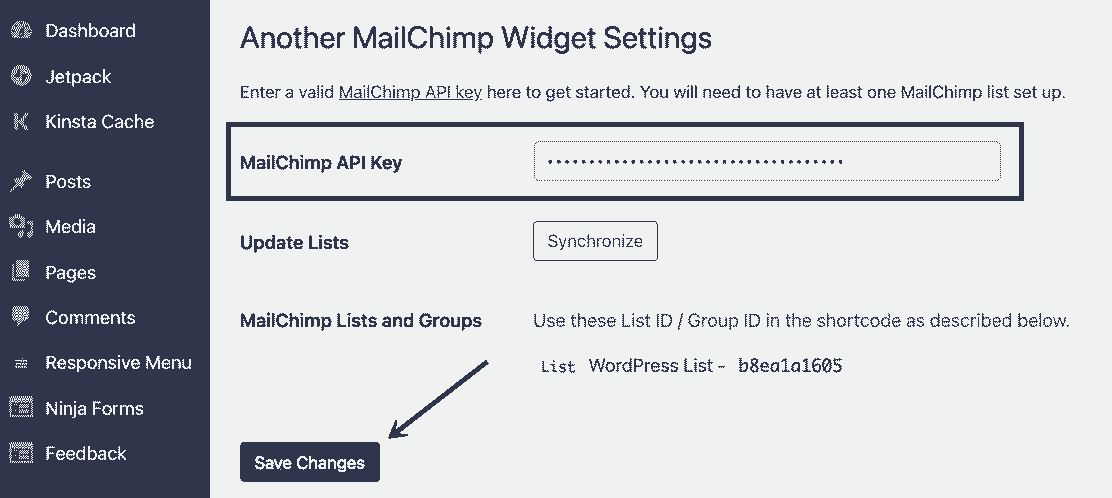 Dashboard
Jetpack
Kinsta Cache
Posts
Media
Pages
Comments
Responsive Menu
Ninja Forms
Feedback
Another MailChimp Widget Settings
Enter a valid MailChimp API key here to get started. You will need to have at least one MailChimp list set up.
MailChimp API Key ••••••••••••••••••••••••••••••••••••
Update Lists Synchronize
MailChimp Lists and Groups Use these List ID / Group ID in the shortcode as described below.
List WordPress List - b8ea1a1605
Save Changes